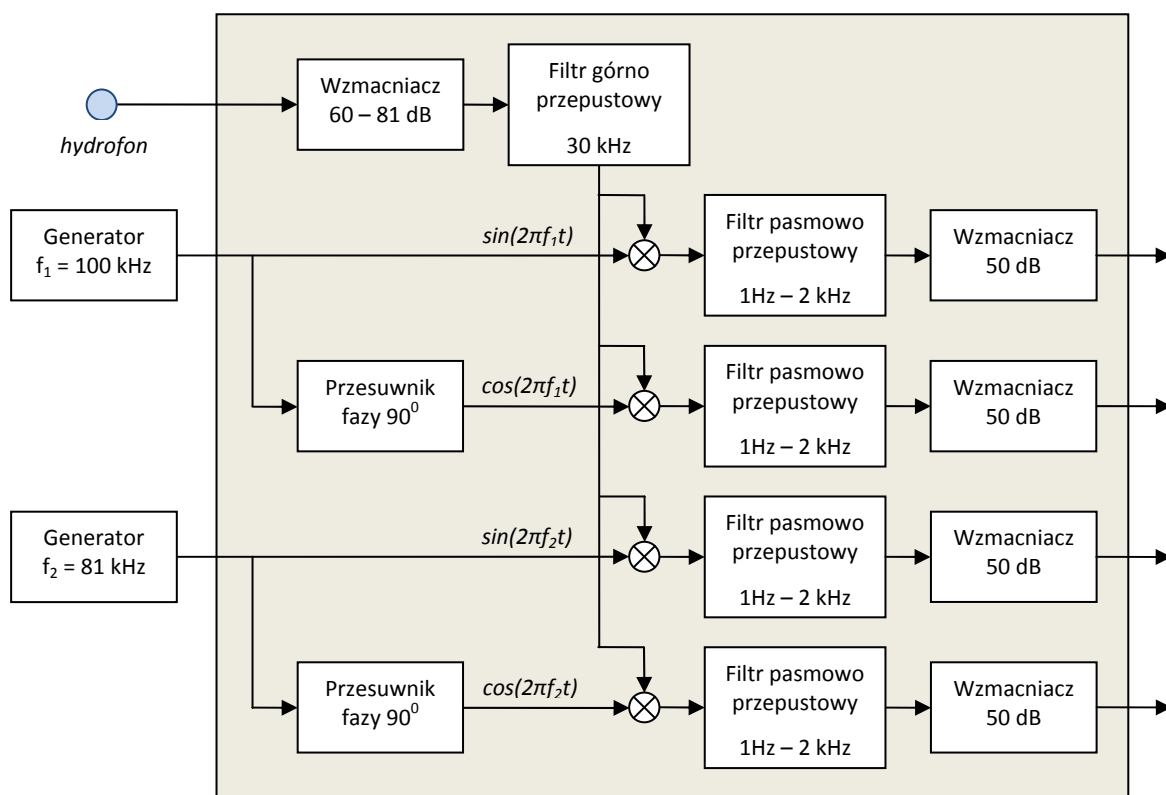 Wzmacniacz
60 – 81 dB
Filtr górno
przepustowy
30 kHz
hydrofon
Generator
f₁ = 100 kHz
sin(2πf₁t)
Filtr pasmowo
przepustowy
1Hz – 2 kHz
Wzmacniacz
50 dB
Przesuwnik
fazy 90⁰
cos(2πf₁t)
Filtr pasmowo
przepustowy
1Hz – 2 kHz
Wzmacniacz
50 dB
Generator
f₂ = 81 kHz
sin(2πf₂t)
Filtr pasmowo
przepustowy
1Hz – 2 kHz
Wzmacniacz
50 dB
Przesuwnik
fazy 90⁰
cos(2πf₂t)
Filtr pasmowo
przepustowy
1Hz – 2 kHz
Wzmacniacz
50 dB